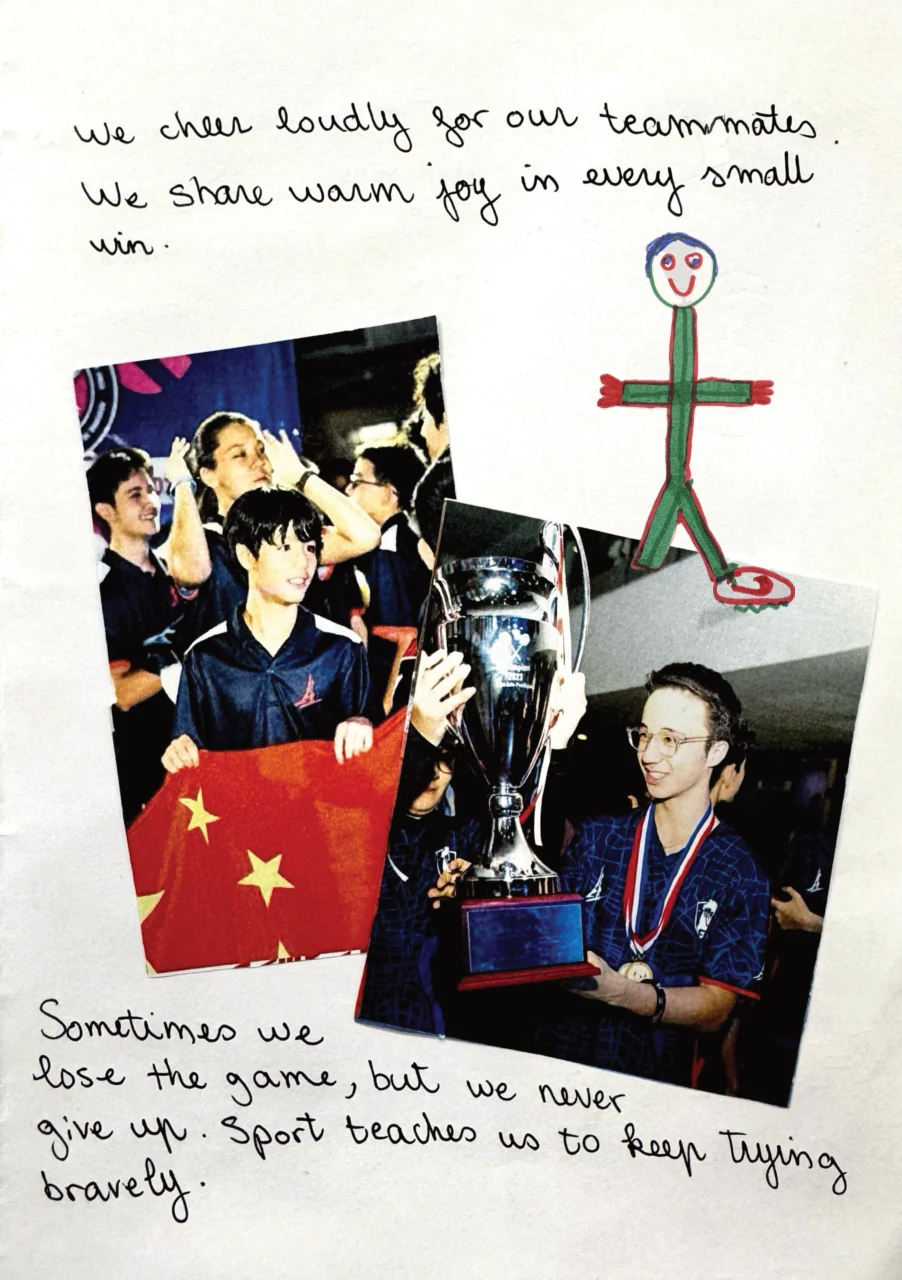 We cheer loudly for our teammates.
We share warm joy in every small
win.
2023
Sometimes we
lose the game, but we never
give up. Sport teaches us to keep trying
bravely.